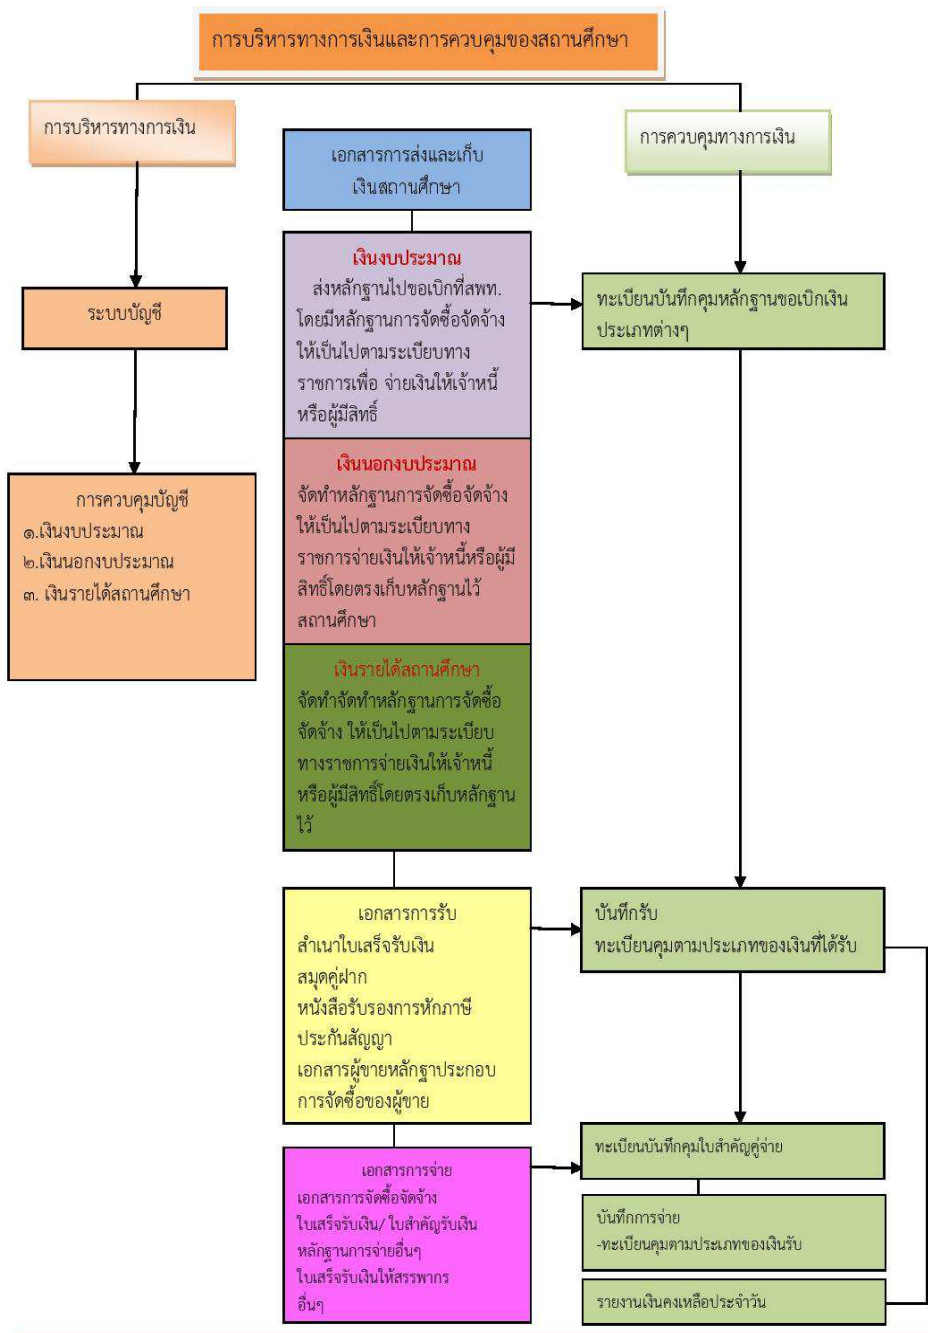 การบริหารทางการเงินและการควบคุมของสถานศึกษา
การบริหารทางการเงิน
ระบบบัญชี
การควบคุมบัญชี
๑.เงินงบประมาณ
๒.เงินนอกงบประมาณ
๓. เงินรายได้สถานศึกษา
เอกสารการส่งและเก็บ
เงินสถานศึกษา
เงินงบประมาณ
ส่งหลักฐานไปขอเบิกที่สพท.
โดยมีหลักฐานการจัดซื้อจัดจ้าง
ให้เป็นไปตามระเบียบทาง
ราชการเพื่อ จ่ายเงินให้เจ้าหนี้
หรือผู้มีสิทธิ์
เงินนอกงบประมาณ
จัดทำหลักฐานการจัดซื้อจัดจ้าง
ให้เป็นไปตามระเบียบทาง
ราชการจ่ายเงินให้เจ้าหนี้หรือผู้มี
สิทธิ์โดยตรงเก็บหลักฐานไว้
สถานศึกษา
เงินรายได้สถานศึกษา
จัดทำจัดทำหลักฐานการจัดซื้อ
จัดจ้าง ให้เป็นไปตามระเบียบ
ทางราชการจ่ายเงินให้เจ้าหนี้
หรือผู้มีสิทธิ์โดยตรงเก็บหลักฐาน
ไว้
เอกสารการรับ
สำเนาใบเสร็จรับเงิน
สมุดคู่ฝาก
หนังสือรับรองการหักภาษี
ประกันสัญญา
เอกสารผู้ขายหลักฐาประกอบ
การจัดซื้อของผู้ขาย
เอกสารการจ่าย
เอกสารการจัดซื้อจัดจ้าง
ใบเสร็จรับเงิน/ ใบสำคัญรับเงิน
หลักฐานการจ่ายอื่นๆ
ใบเสร็จรับเงินให้สรรพากร
อื่นๆ
การควบคุมทางการเงิน
ทะเบียนบันทึกคุมหลักฐานขอเบิกเงิน
ประเภทต่างๆ
บันทึกรับ
ทะเบียนคุมตามประเภทของเงินที่ได้รับ
ทะเบียนบันทึกคุมใบสำคัญคู่จ่าย
บันทึกการจ่าย
-ทะเบียนคุมตามประเภทของเงินรับ
รายงานเงินคงเหลือประจำวัน